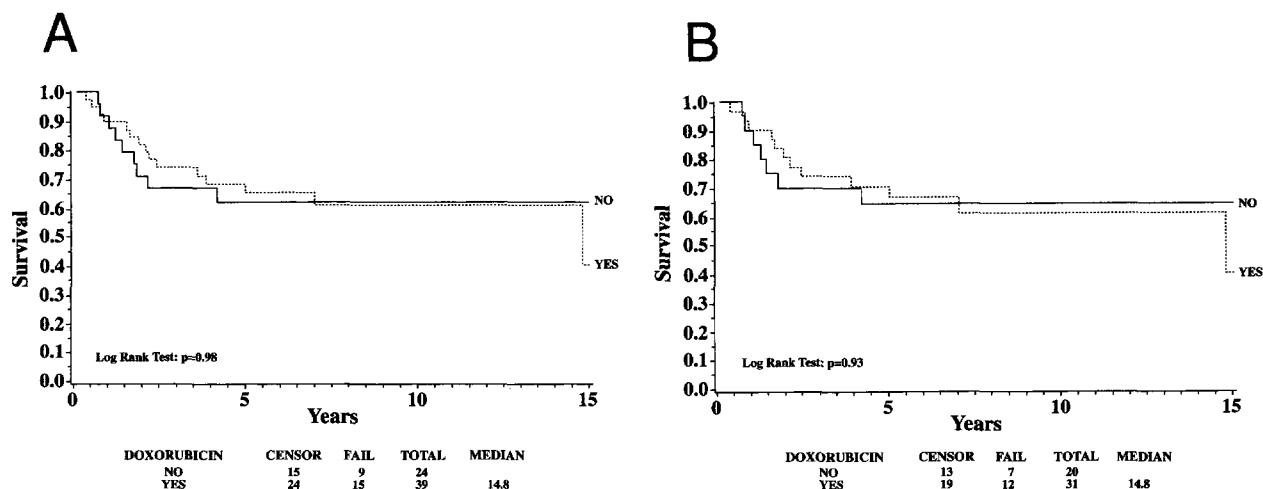 A
1.0
0.9
0.8
0.7
0.6
0.5
0.4
0.3
0.2
0.1
0.0
Survival
NO
YES
Log Rank Test: p=0.98
0 5 10 15
Years
DOXORUBICIN CENSOR FAIL TOTAL MEDIAN
NO 15 9 24
YES 24 15 39 14.8
B
1.0
0.9
0.8
0.7
0.6
0.5
0.4
0.3
0.2
0.1
0.0
Survival
NO
YES
Log Rank Test: p=0.93
0 5 10 15
Years
DOXORUBICIN CENSOR FAIL TOTAL MEDIAN
NO 13 7 20
YES 19 12 31 14.8